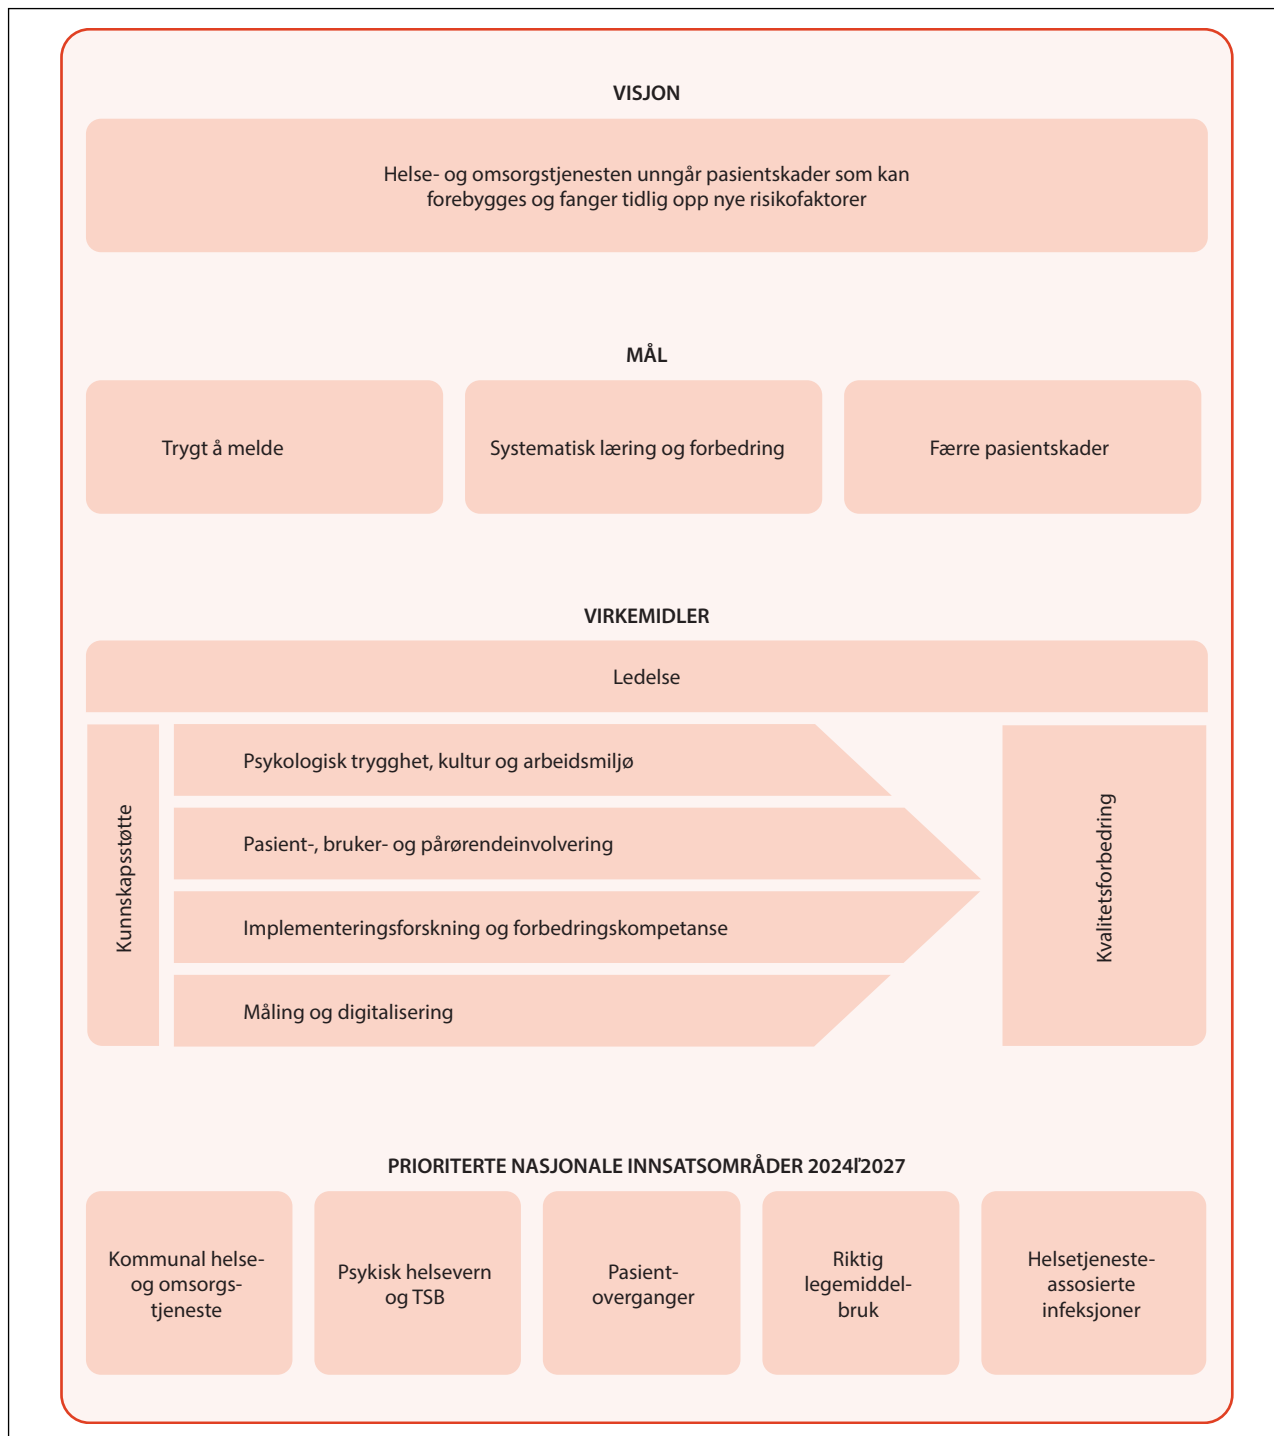 VISJON
Helse- og omsorgstjenesten unngår pasientskader som kan
forebygges og fanger tidlig opp nye risikofaktorer
MÅL
Trygt å melde
Systematisk læring og forbedring
Færre pasientskader
VIRKEMIDLER
Ledelse
Kunnskapsstøtte
Psykologisk trygghet, kultur og arbeidsmiljø
Pasient-, bruker- og pårørendeinvolvering
Implementeringsforskning og forbedringskompetanse
Måling og digitalisering
Kvalitetsforbedring
PRIORITERTE NASJONALE INNSATSOMRÅDER 2024ľ2027
Kommunal helse-
og omsorgs-
tjeneste
Psykisk helsevern
og TSB
Pasient-
overganger
Riktig
legemiddel-
bruk
Helsetjeneste-
assosierte
infeksjoner